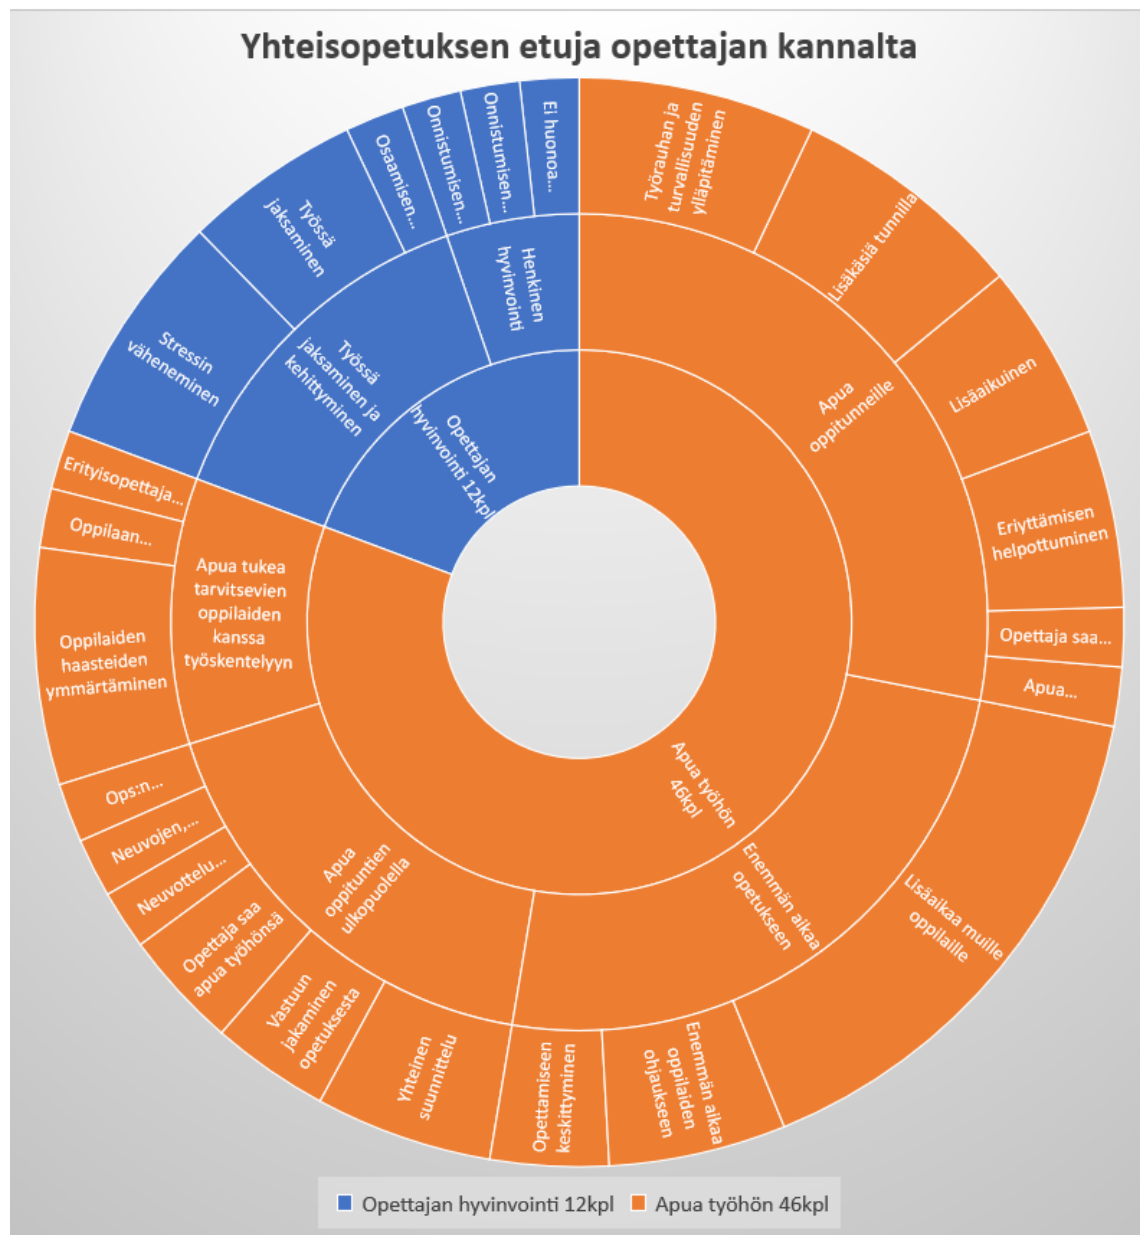 Yhteisopetuksen etuja opettajan kannalta
Työrauhan ja
turvallisuuden
ylläpitäminen
Lisäkäsiä tunnilla
Lisäaikuinen
Eriyttämisen
helpottuminen
Opettaja saa...
Apua...
Lisäaikaa muille
oppilaille
Enemmän aikaa
oppilaiden
ohjaukseen
Opettamiseen
keskittyminen
Yhteinen
suunnittelu
Vastuun
jakaminen
opetuksesta
Opettaja saa
apua työhönsä
Neuvottelu...
Neuvojen,...
Ops:n...
Oppilaiden
haasteiden
ymmärtäminen
Oppilaan...
Erityisopettaja...
Stressin
väheneminen
Työssä
jaksaminen
Osaamisen...
Onnistumisen...
Onnistumisen...
Ei huonoa...
Apua
oppitunneille
Enemmän aikaa
opetukseen
Apua
oppituntien
ulkopuolella
Apua tukea
tarvitsevien
oppilaiden
kanssa
työskentelyyn
Työssä
jaksaminen ja
kehittyminen
Henkinen
hyvinvointi
Apua työhön
46kpl
Opettajan
hyvinvointi 12kpl
Opettajan hyvinvointi 12kpl
Apua työhön 46kpl